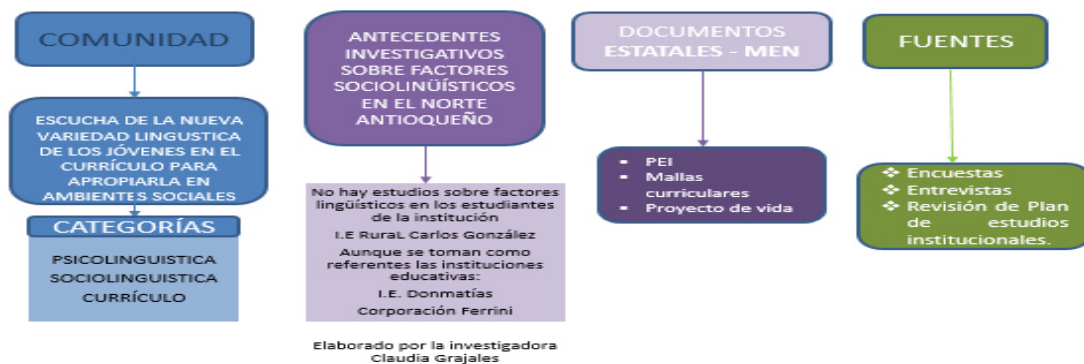 COMUNIDAD
ESCUCHA DE LA NUEVA
VARIEDAD LINGUSTICA
DE LOS JÓVENES EN EL
CURRÍCULO PARA
APROPIARLA EN
AMBIENTES SOCIALES
CATEGORÍAS
PSICOLINGUISTICA
SOCIOLINGUISTICA
CURRÍCULO
ANTECEDENTES
INVESTIGATIVOS
SOBRE FACTORES
SOCIOLINÜÍSTICOS
EN EL NORTE
ANTIOQUEÑO
No hay estudios sobre factores
lingüísticos en los estudiantes
de la institución
I.E RuraL Carlos González
Aunque se toman como
referentes las instituciones
educativas:
I.E. Donmatías
Corporación Ferrini
Elaborado por la investigadora
Claudia Grajales
DOCUMENTOS
ESTATALES - MEN
▪ PEI
▪ Mallas
curriculares
▪ Proyecto de vida
FUENTES
❖ Encuestas
❖ Entrevistas
❖ Revisión de Plan
de estudios
institucionales.